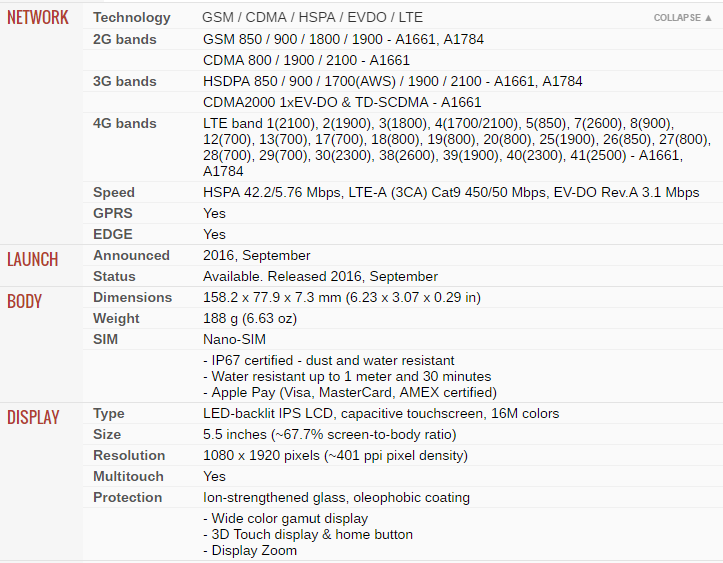 NETWORK Technology GSM / CDMA / HSPA / EVDO / LTE COLLAPSE ▲
2G bands GSM 850 / 900 / 1800 / 1900 - A1661, A1784
CDMA 800 / 1900 / 2100 - A1661
3G bands HSDPA 850 / 900 / 1700(AWS) / 1900 / 2100 - A1661, A1784
CDMA2000 1xEV-DO & TD-SCDMA - A1661
4G bands LTE band 1(2100), 2(1900), 3(1800), 4(1700/2100), 5(850), 7(2600), 8(900),
12(700), 13(700), 17(700), 18(800), 19(800), 20(800), 25(1900), 26(850), 27(800),
28(700), 29(700), 30(2300), 38(2600), 39(1900), 40(2300), 41(2500) - A1661,
A1784
Speed HSPA 42.2/5.76 Mbps, LTE-A (3CA) Cat9 450/50 Mbps, EV-DO Rev.A 3.1 Mbps
GPRS Yes
EDGE Yes
LAUNCH Announced 2016, September
Status Available. Released 2016, September
BODY Dimensions 158.2 x 77.9 x 7.3 mm (6.23 x 3.07 x 0.29 in)
Weight 188 g (6.63 oz)
SIM Nano-SIM
- IP67 certified - dust and water resistant
- Water resistant up to 1 meter and 30 minutes
- Apple Pay (Visa, MasterCard, AMEX certified)
DISPLAY Type LED-backlit IPS LCD, capacitive touchscreen, 16M colors
Size 5.5 inches (~67.7% screen-to-body ratio)
Resolution 1080 x 1920 pixels (~401 ppi pixel density)
Multitouch Yes
Protection Ion-strengthened glass, oleophobic coating
- Wide color gamut display
- 3D Touch display & home button
- Display Zoom